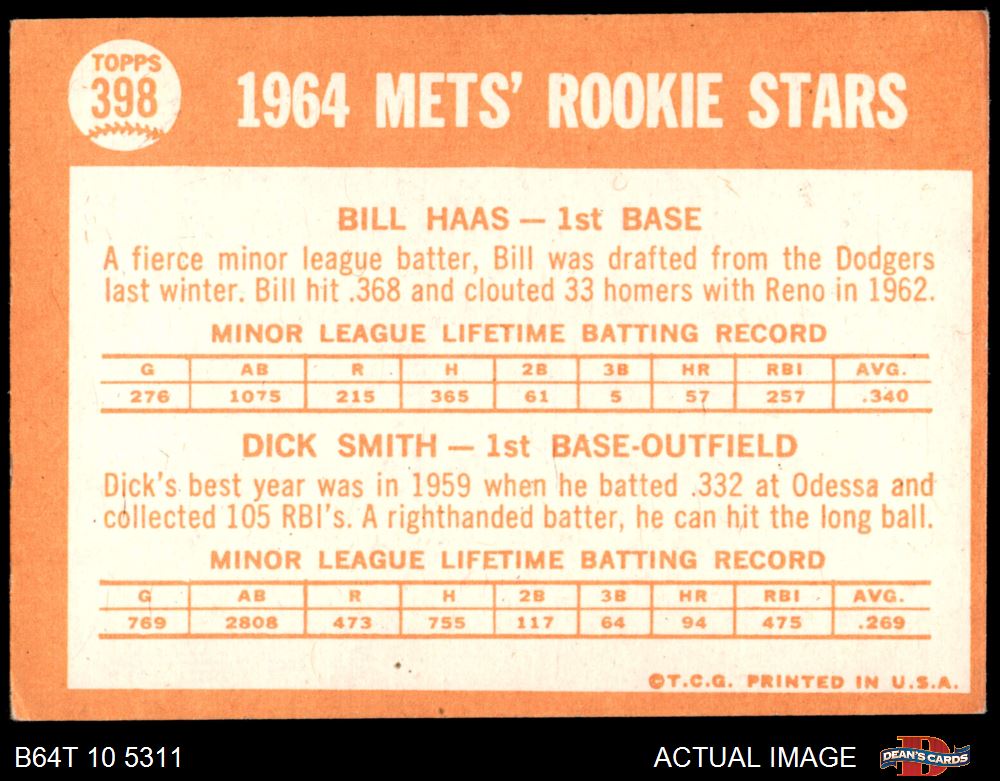 TOPPS
398
1964 METS' ROOKIE STARS
BILL HAAS — 1st BASE
A fierce minor league batter, Bill was drafted from the Dodgers
last winter. Bill hit .368 and clouted 33 homers with Reno in 1962.
MINOR LEAGUE LIFETIME BATTING RECORD
G AB R H 2B 3B HR RBI AVG.
276 1075 215 365 61 5 57 257 .340
DICK SMITH — 1st BASE-OUTFIELD
Dick's best year was in 1959 when he batted .332 at Odessa and
collected 105 RBI's. A righthanded batter, he can hit the long ball.
MINOR LEAGUE LIFETIME BATTING RECORD
G AB R H 2B 3B HR RBI AVG.
769 2808 473 755 117 64 94 475 .269
©T.C.G. PRINTED IN U.S.A.
B64T 10 5311
ACTUAL IMAGE
D
DEAN'S CARDS